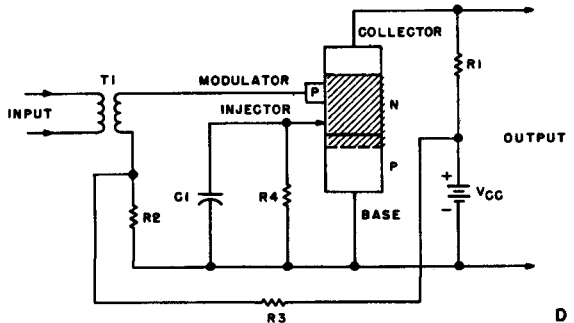 COLLECTOR
R1
T1
MODULATOR
P
N
INPUT
INJECTOR
OUTPUT
+
VCC
-
P
C1
R4
R2
BASE
R3
D